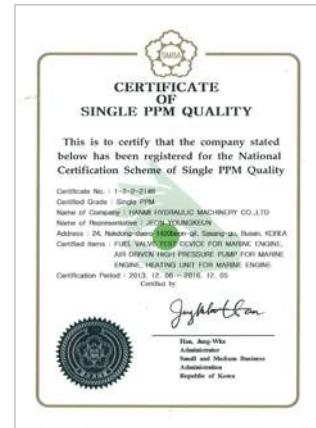 SMBA
CERTIFICATE
OF
SINGLE PPM QUALITY
This is to certify that the company stated
below has been registered for the National
Certification Scheme of Single PPM Quality
Certificate No. : 1-2-2-2148
Certified Grade : Single PPM
Name of Company : HANMI HYDRAULIC MACHINERY CO.,LTD
Name of Representative : JEON YOUNGKEUN
Address : 24, Nakdong-daero 1420beon-gil, Sasang-gu, Busan, KOREA
Certified Items : FUEL VALVE TEST DEVICE FOR MARINE ENGINE,
AIR DRIVEN HIGH PRESSURE PUMP FOR MARINE
ENGINE, HEATING UNIT FOR MARINE ENGINE
Certification Period : 2013. 12. 06 - 2016. 12. 05
Certified by
Han, Jung-Wha
Administrator
Small and Medium Business
Administration
Republic of Korea